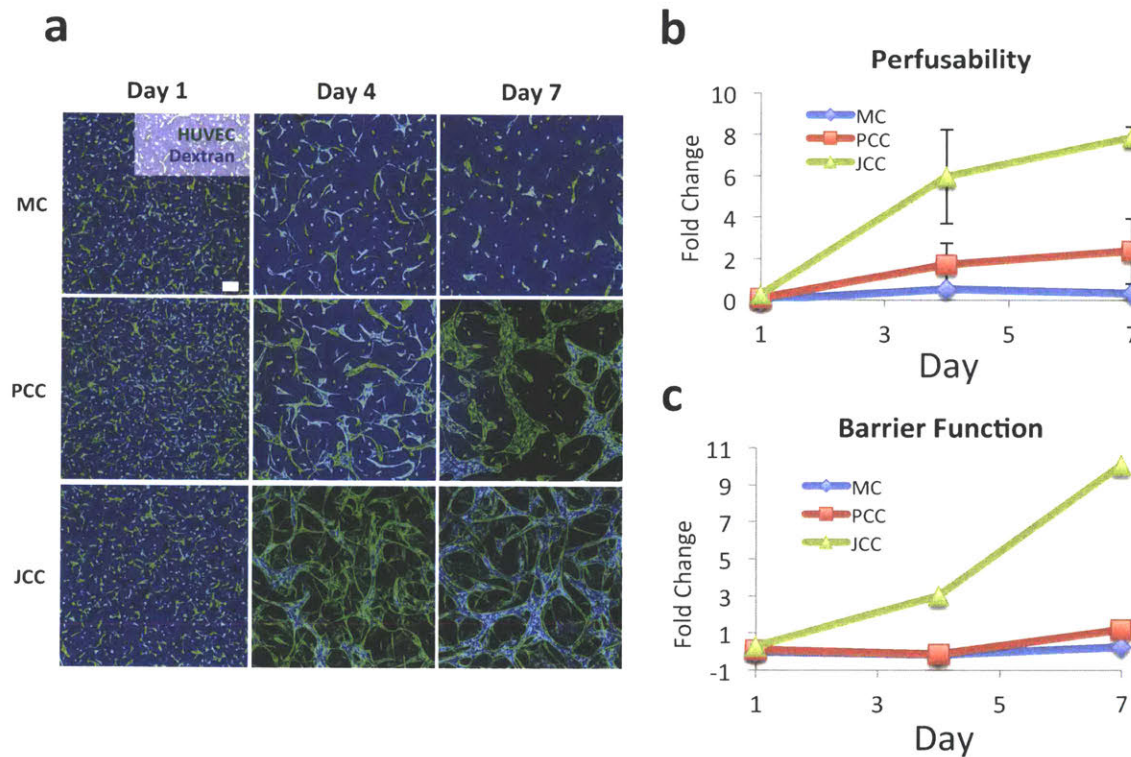 a
Day 1 Day 4 Day 7
HUVEC
Dextran
MC
PCC
JCC
b
Perfusability
10
8
6
4
2
0
Fold Change
MC
PCC
JCC
1 3 5 7
Day
c
Barrier Function
11
9
7
5
3
1
-1
Fold Change
MC
PCC
JCC
1 3 5 7
Day